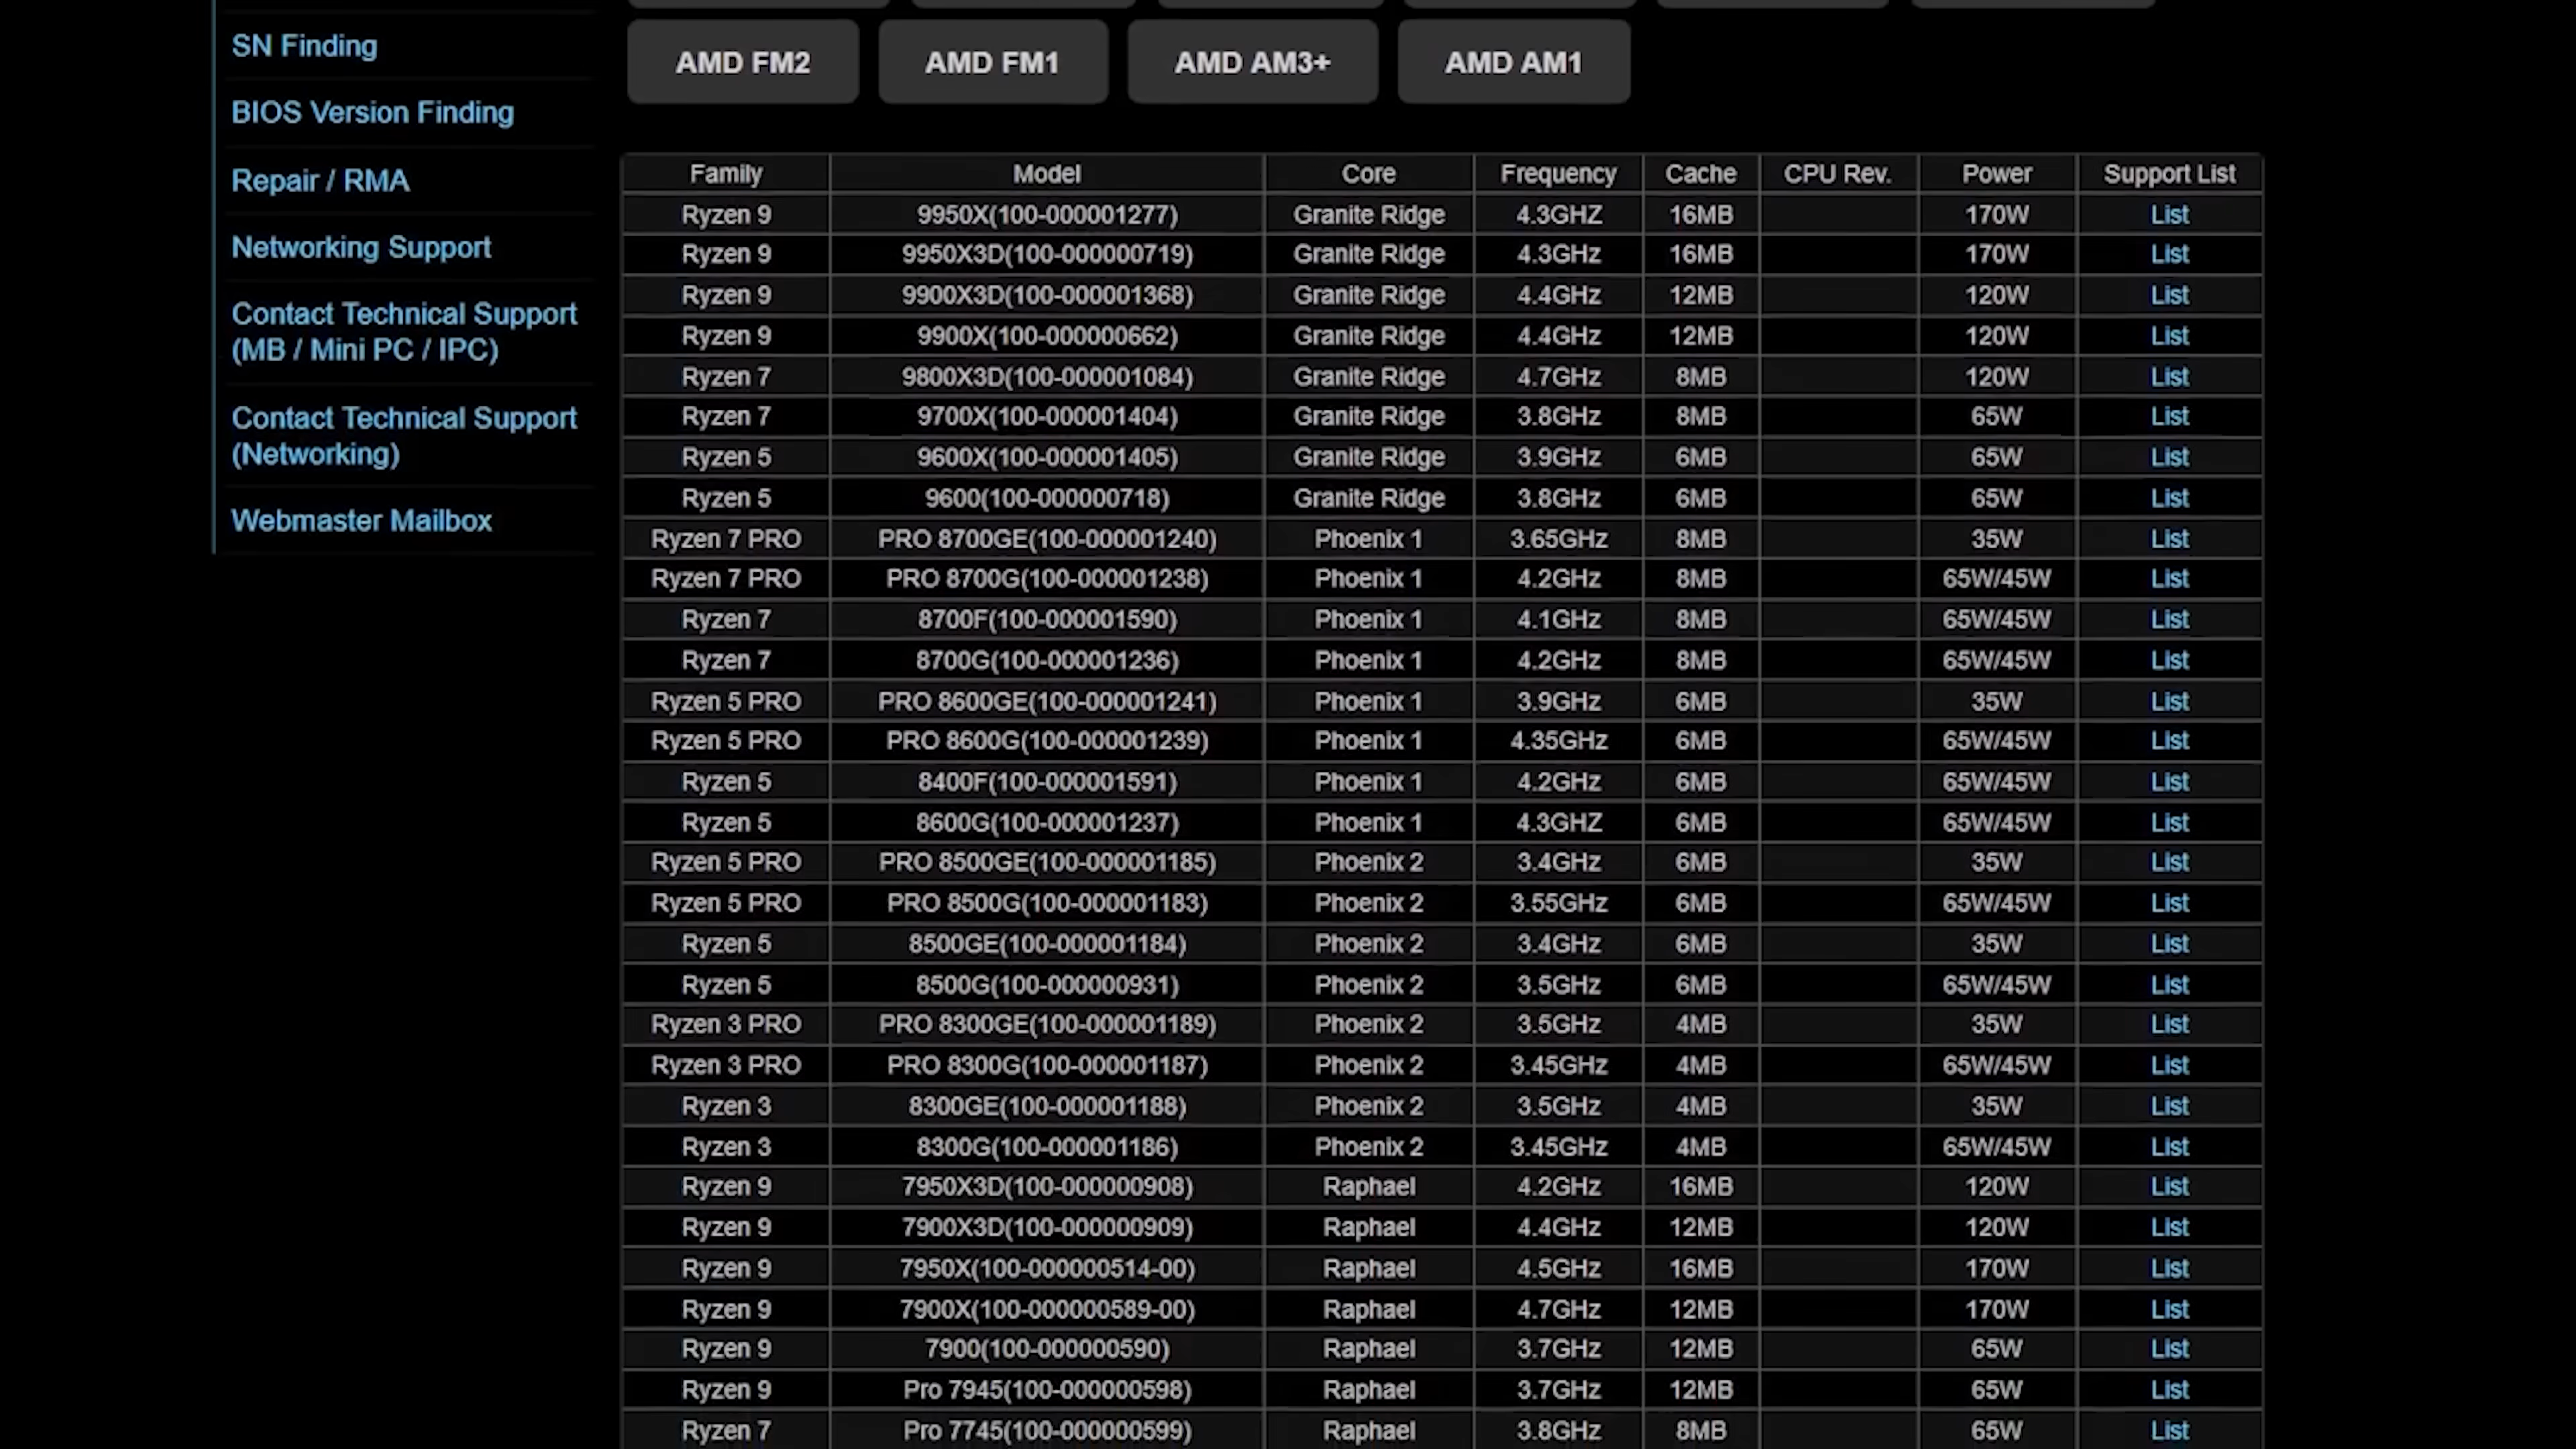 SN Finding
BIOS Version Finding
Repair / RMA
Networking Support
Contact Technical Support
(MB / Mini PC / IPC)
Contact Technical Support
(Networking)
Webmaster Mailbox
AMD FM2 AMD FM1 AMD AM3+ AMD AM1
Family Model Core Frequency Cache CPU Rev. Power Support List
Ryzen 9 9950X(100-000001277) Granite Ridge 4.3GHZ 16MB 170W List
Ryzen 9 9950X3D(100-000000719) Granite Ridge 4.3GHz 16MB 170W List
Ryzen 9 9900X3D(100-000001368) Granite Ridge 4.4GHz 12MB 120W List
Ryzen 9 9900X(100-000000662) Granite Ridge 4.4GHz 12MB 120W List
Ryzen 7 9800X3D(100-000001084) Granite Ridge 4.7GHz 8MB 120W List
Ryzen 7 9700X(100-000001404) Granite Ridge 3.8GHz 8MB 65W List
Ryzen 5 9600X(100-000001405) Granite Ridge 3.9GHz 6MB 65W List
Ryzen 5 9600(100-000000718) Granite Ridge 3.8GHz 6MB 65W List
Ryzen 7 PRO PRO 8700GE(100-000001240) Phoenix 1 3.65GHz 8MB 35W List
Ryzen 7 PRO PRO 8700G(100-000001238) Phoenix 1 4.2GHz 8MB 65W/45W List
Ryzen 7 8700F(100-000001590) Phoenix 1 4.1GHz 8MB 65W/45W List
Ryzen 7 8700G(100-000001236) Phoenix 1 4.2GHz 8MB 65W/45W List
Ryzen 5 PRO PRO 8600GE(100-000001241) Phoenix 1 3.9GHz 6MB 35W List
Ryzen 5 PRO PRO 8600G(100-000001239) Phoenix 1 4.35GHz 6MB 65W/45W List
Ryzen 5 8400F(100-000001591) Phoenix 1 4.2GHz 6MB 65W/45W List
Ryzen 5 8600G(100-000001237) Phoenix 1 4.3GHZ 6MB 65W/45W List
Ryzen 5 PRO PRO 8500GE(100-000001185) Phoenix 2 3.4GHz 6MB 35W List
Ryzen 5 PRO PRO 8500G(100-000001183) Phoenix 2 3.55GHz 6MB 65W/45W List
Ryzen 5 8500GE(100-000001184) Phoenix 2 3.4GHz 6MB 35W List
Ryzen 5 8500G(100-000000931) Phoenix 2 3.5GHz 6MB 65W/45W List
Ryzen 3 PRO PRO 8300GE(100-000001189) Phoenix 2 3.5GHz 4MB 35W List
Ryzen 3 PRO PRO 8300G(100-000001187) Phoenix 2 3.45GHz 4MB 65W/45W List
Ryzen 3 8300GE(100-000001188) Phoenix 2 3.5GHz 4MB 35W List
Ryzen 3 8300G(100-000001186) Phoenix 2 3.45GHz 4MB 65W/45W List
Ryzen 9 7950X3D(100-000000908) Raphael 4.2GHz 16MB 120W List
Ryzen 9 7900X3D(100-000000909) Raphael 4.4GHz 12MB 120W List
Ryzen 9 7950X(100-000000514-00) Raphael 4.5GHz 16MB 170W List
Ryzen 9 7900X(100-000000589-00) Raphael 4.7GHz 12MB 170W List
Ryzen 9 7900(100-000000590) Raphael 3.7GHz 12MB 65W List
Ryzen 9 Pro 7945(100-000000598) Raphael 3.7GHz 12MB 65W List
Ryzen 7 Pro 7745(100-000000599) Raphael 3.8GHz 8MB 65W List